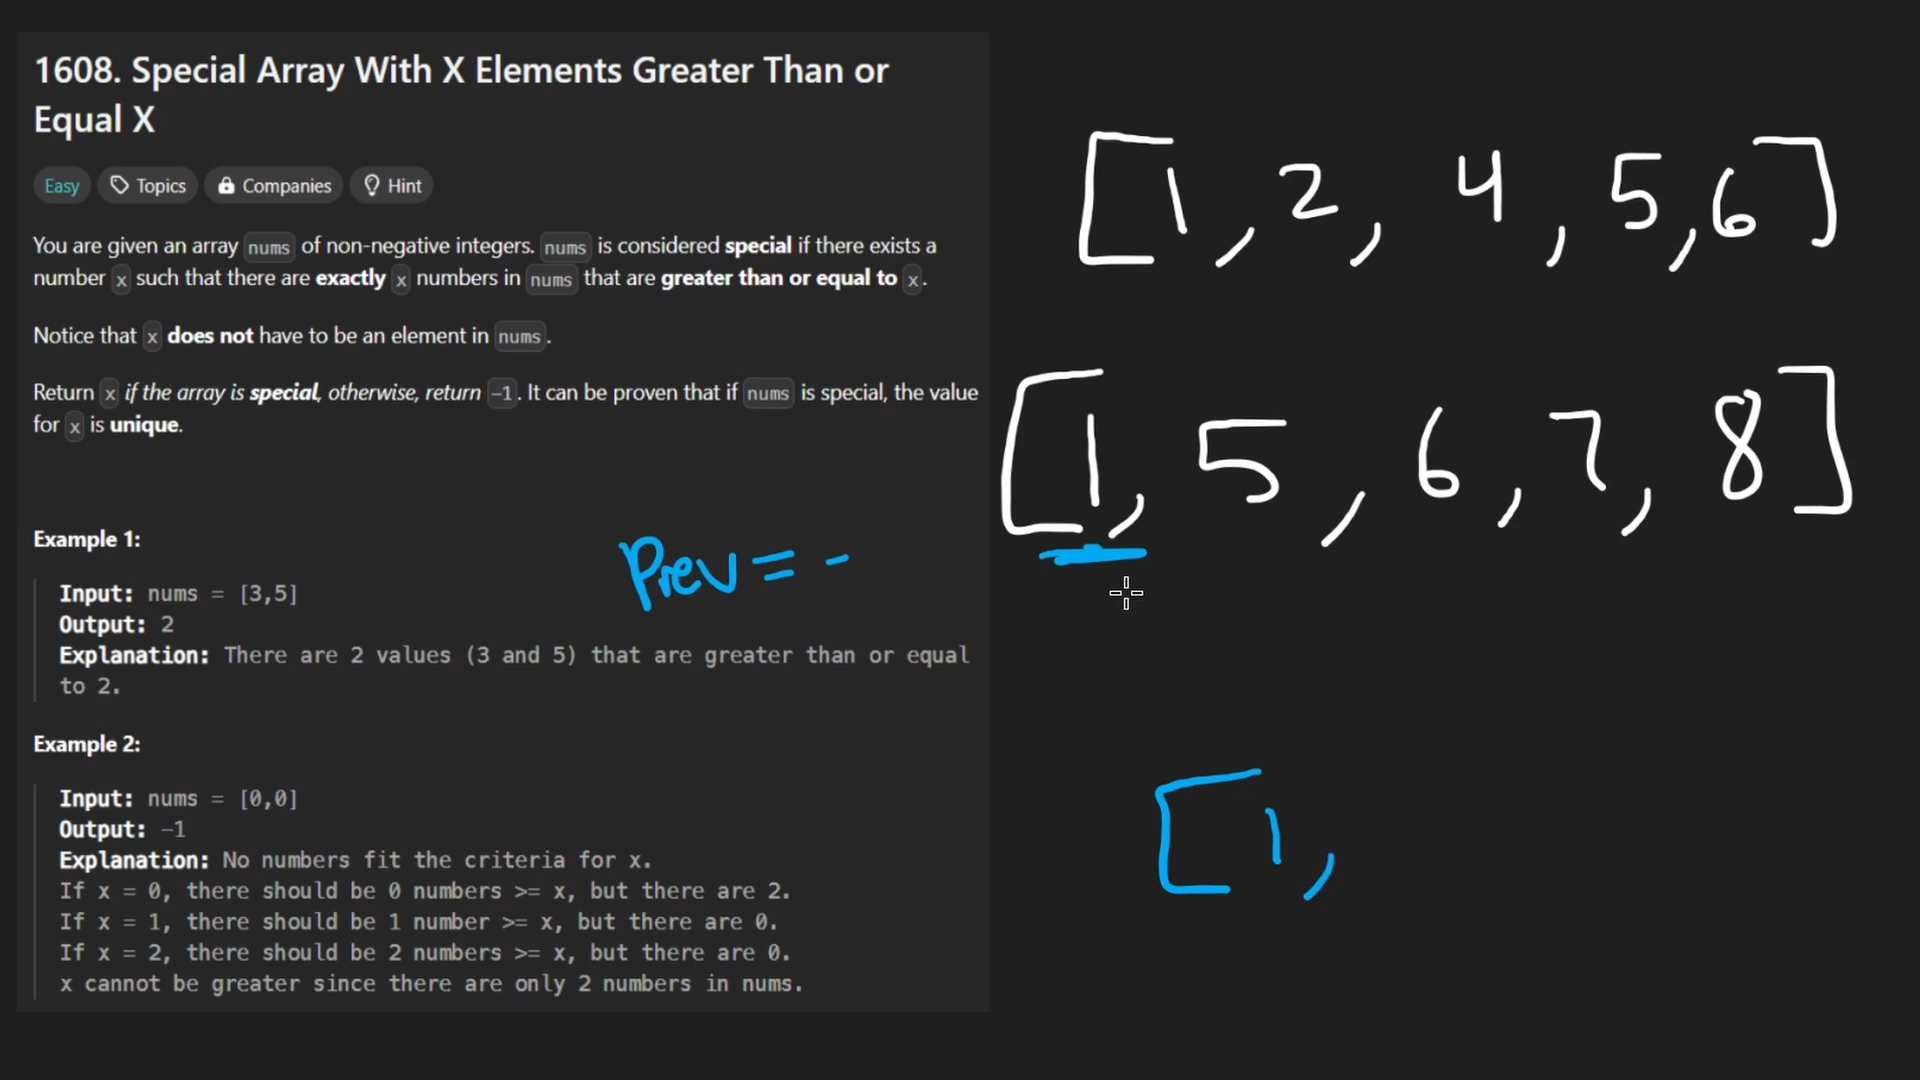 1608. Special Array With X Elements Greater Than or
Equal X
Easy Topics Companies Hint
You are given an array nums of non-negative integers. nums is considered special if there exists a
number x such that there are exactly x numbers in nums that are greater than or equal to x.
Notice that x does not have to be an element in nums.
Return x if the array is special, otherwise, return -1. It can be proven that if nums is special, the value
for x is unique.
Example 1:
Input: nums = [3,5]
Output: 2
Explanation: There are 2 values (3 and 5) that are greater than or equal
to 2.
Example 2:
Input: nums = [0,0]
Output: -1
Explanation: No numbers fit the criteria for x.
If x = 0, there should be 0 numbers >= x, but there are 2.
If x = 1, there should be 1 number >= x, but there are 0.
If x = 2, there should be 2 numbers >= x, but there are 0.
x cannot be greater since there are only 2 numbers in nums.
Prev = -
[1, 2, 4, 5, 6]
[1, 5, 6, 7, 8]
[1,